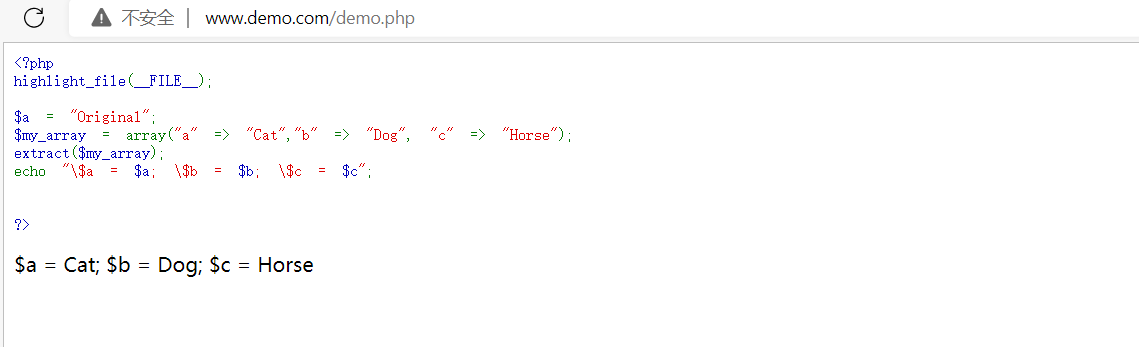 不安全 | www.demo.com/demo.php
<?php
highlight_file(__FILE__);
$a = "Original";
$my_array = array("a" => "Cat","b" => "Dog", "c" => "Horse");
extract($my_array);
echo "\$a = $a; \$b = $b; \$c = $c";
?>
$a = Cat; $b = Dog; $c = Horse